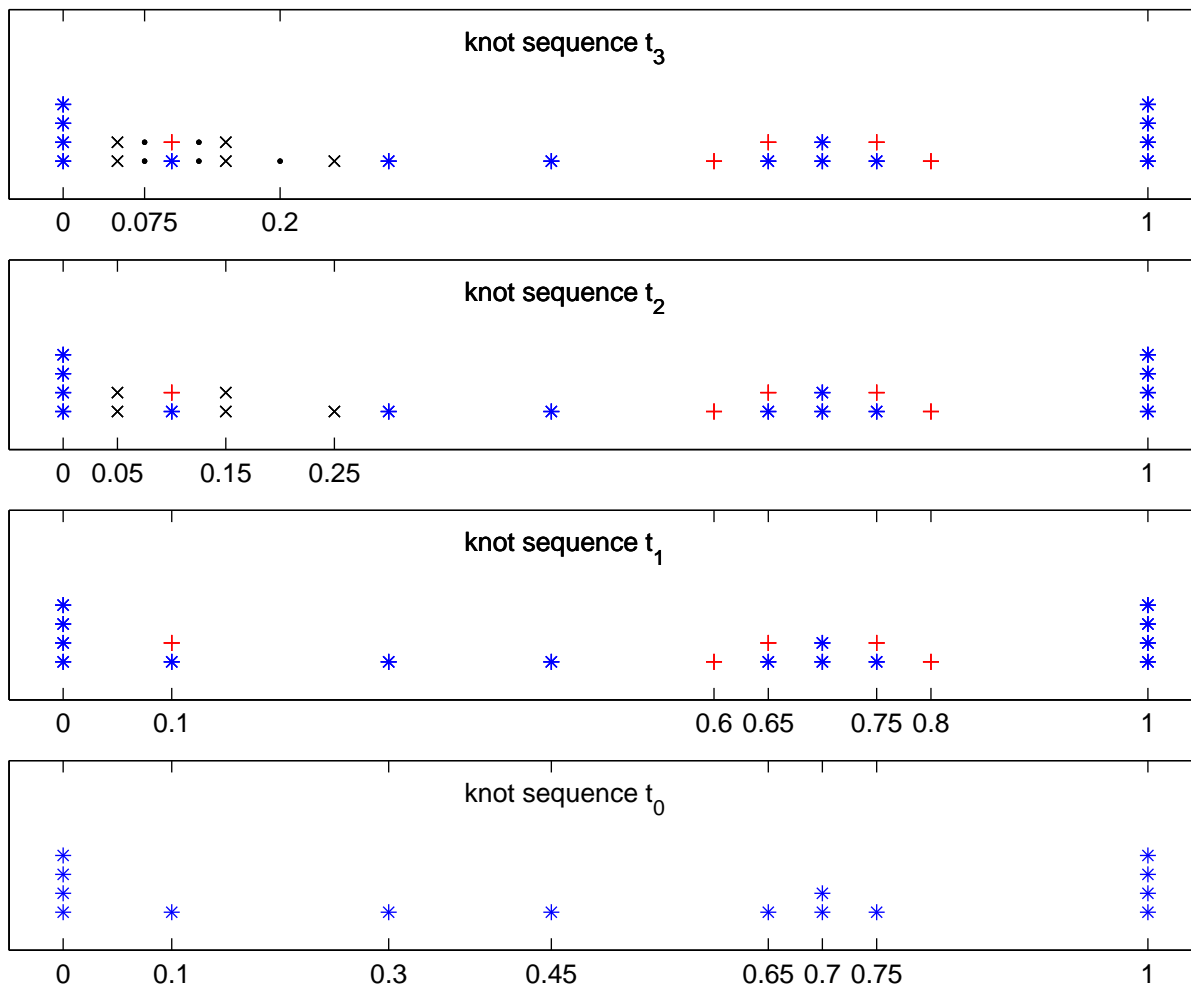 knot sequence t₃
0 0.075 0.2 1
knot sequence t₂
0 0.05 0.15 0.25 1
knot sequence t₁
0 0.1 0.6 0.65 0.75 0.8 1
knot sequence t₀
0 0.1 0.3 0.45 0.65 0.7 0.75 1